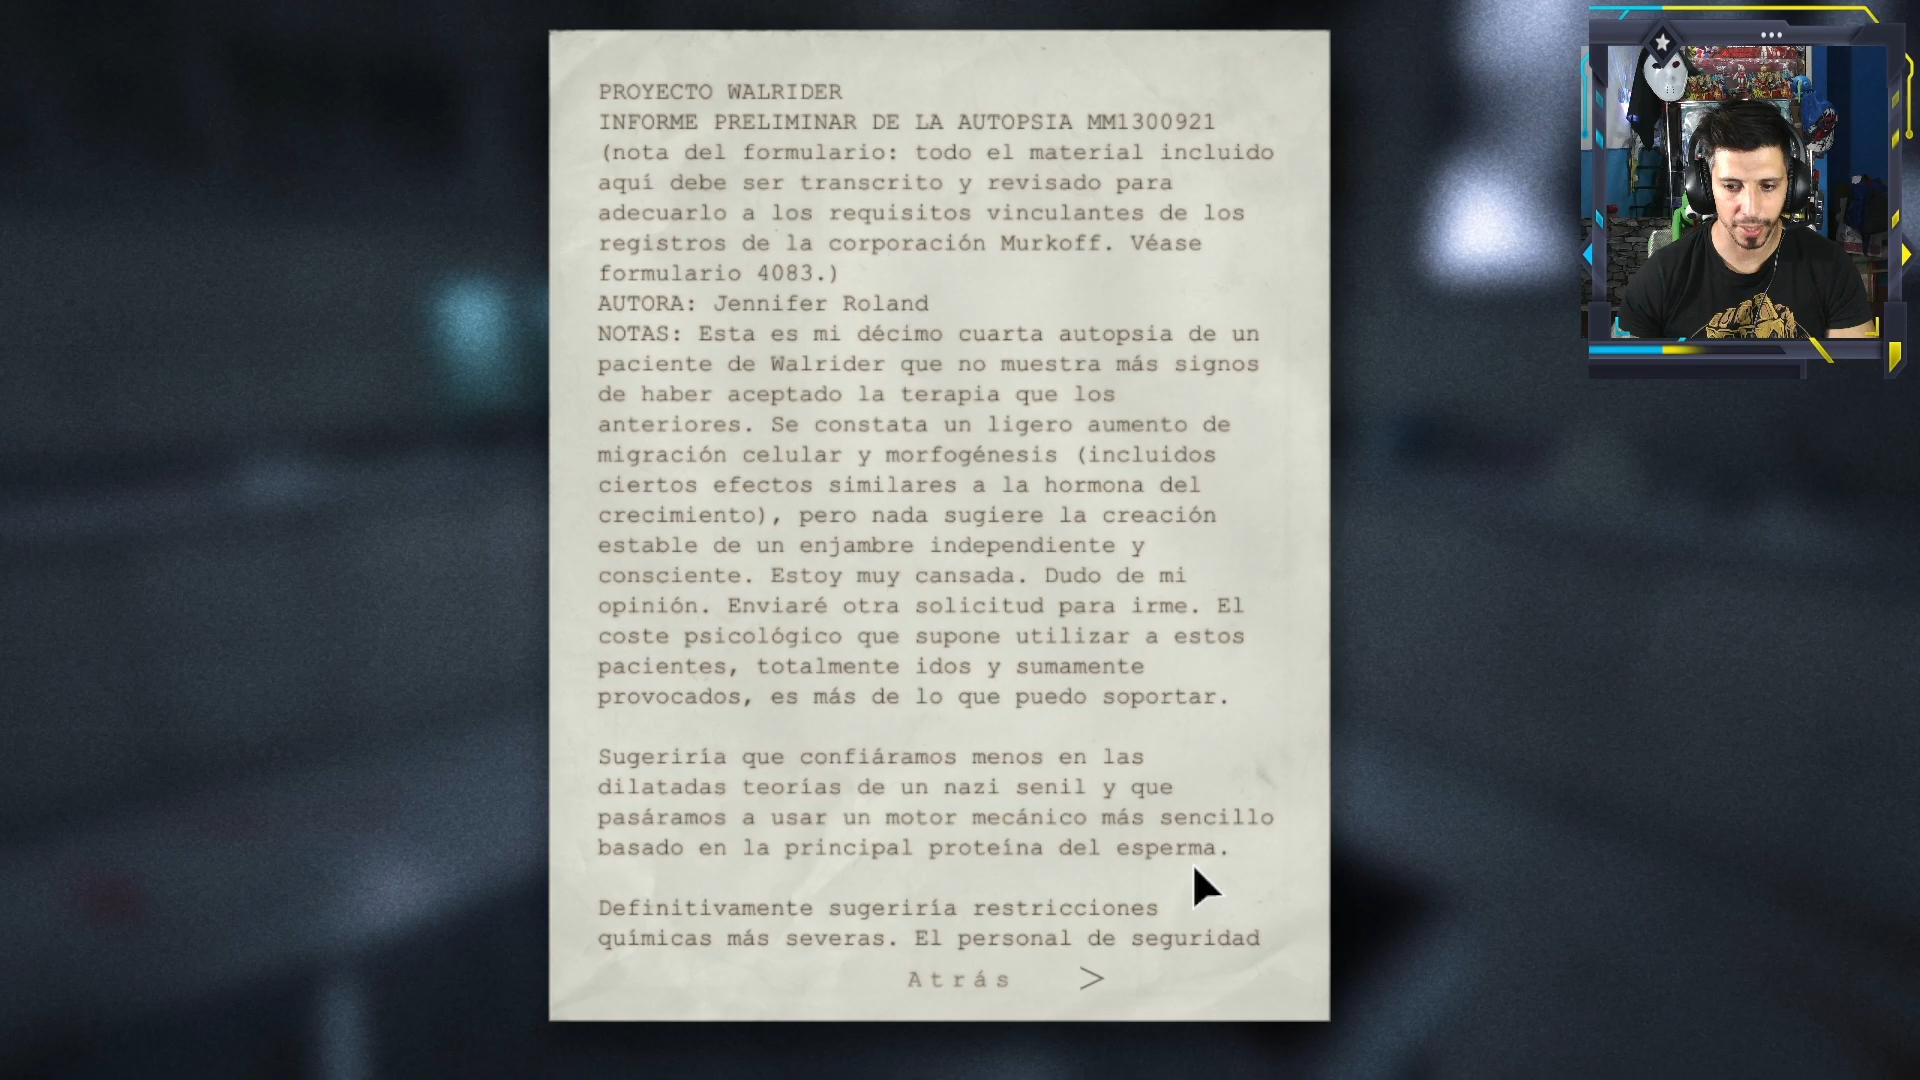 PROYECTO WALRIDER
INFORME PRELIMINAR DE LA AUTOPSIA MM1300921
(nota del formulario: todo el material incluido
aquí debe ser transcrito y revisado para
adecuarlo a los requisitos vinculantes de los
registros de la corporación Murkoff. Véase
formulario 4083.)
AUTORA: Jennifer Roland
NOTAS: Esta es mi décimo cuarta autopsia de un
paciente de Walrider que no muestra más signos
de haber aceptado la terapia que los
anteriores. Se constata un ligero aumento de
migración celular y morfogénesis (incluidos
ciertos efectos similares a la hormona del
crecimiento), pero nada sugiere la creación
estable de un enjambre independiente y
consciente. Estoy muy cansada. Dudo de mi
opinión. Enviaré otra solicitud para irme. El
coste psicológico que supone utilizar a estos
pacientes, totalmente idos y sumamente
provocados, es más de lo que puedo soportar.
Sugeriría que confiáramos menos en las
dilatadas teorías de un nazi senil y que
pasáramos a usar un motor mecánico más sencillo
basado en la principal proteína del esperma.
Definitivamente sugeriría restricciones
químicas más severas. El personal de seguridad
Atrás >